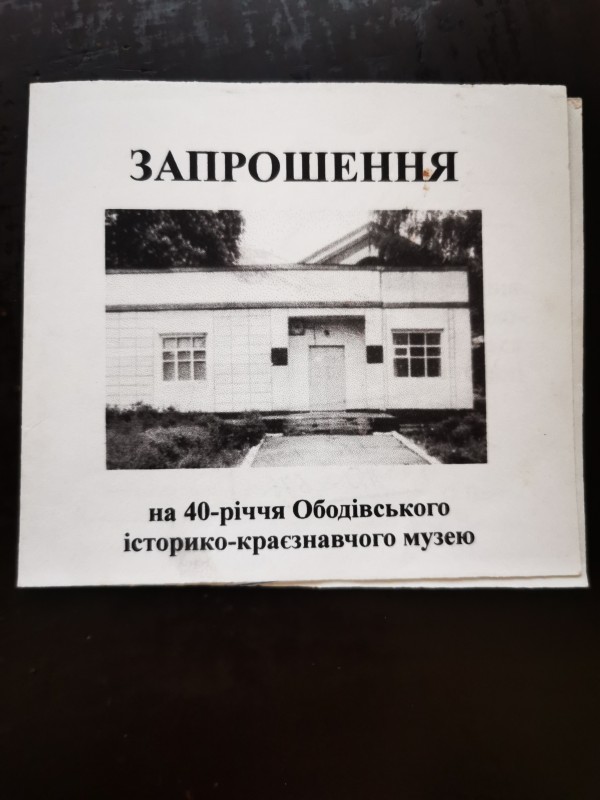 ЗАПРОШЕННЯ
на 40-річчя Ободівського
історико-краєзнавчого музею